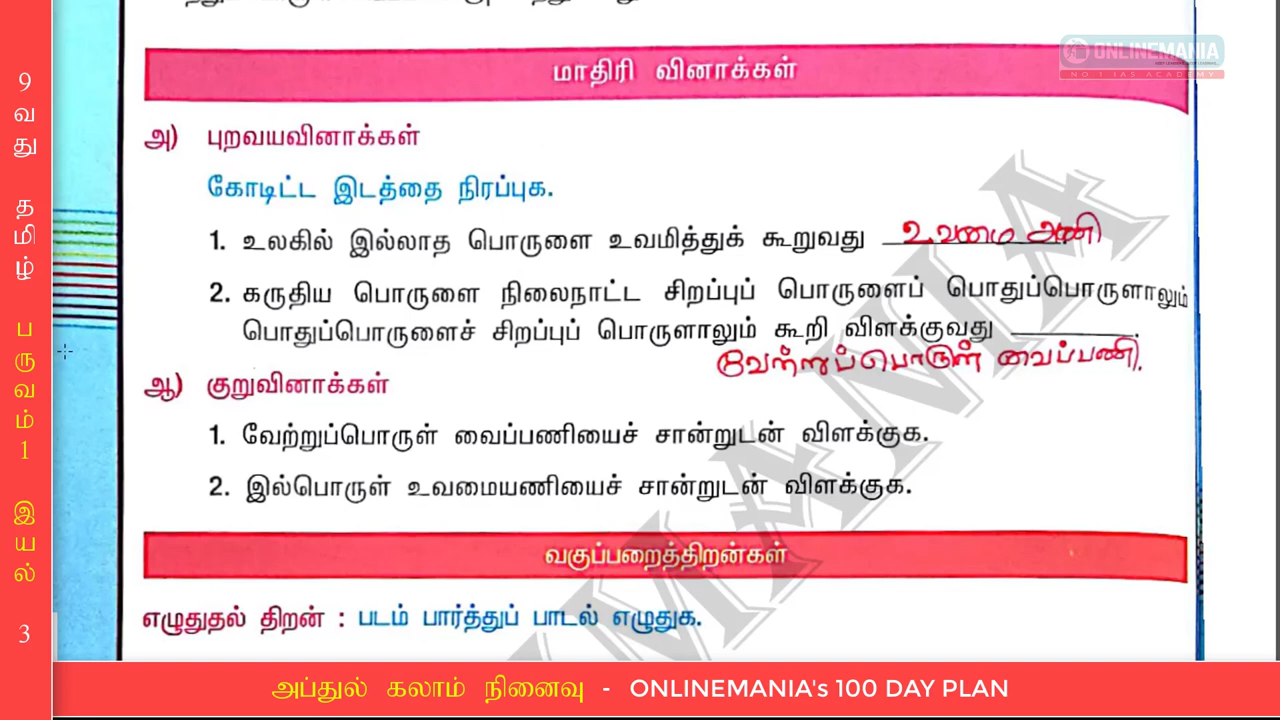 மாதிரி வினாக்கள்
ONLINEMANIA
NO 1 IAS ACADEMY
அ) புறவயவினாக்கள்
கோடிட்ட இடத்தை நிரப்புக.
1. உலகில் இல்லாத பொருளை உவமித்துக் கூறுவது உவமை அணி
2. கருதிய பொருளை நிலைநாட்ட சிறப்புப் பொருளைப் பொதுப்பொருளாலும்
பொதுப்பொருளைச் சிறப்புப் பொருளாலும் கூறி விளக்குவது ________.
வேற்றுப்பொருள் வைப்பணி.
ஆ) குறுவினாக்கள்
1. வேற்றுப்பொருள் வைப்பணியைச் சான்றுடன் விளக்குக.
2. இல்பொருள் உவமையணியைச் சான்றுடன் விளக்குக.
வகுப்பறைத்திறன்கள்
எழுதுதல் திறன் : படம் பார்த்துப் பாடல் எழுதுக.
9வது தமிழ் பருவம்1 இயல் 3
அப்துல் கலாம் நினைவு - ONLINEMANIA's 100 DAY PLAN
MANIA